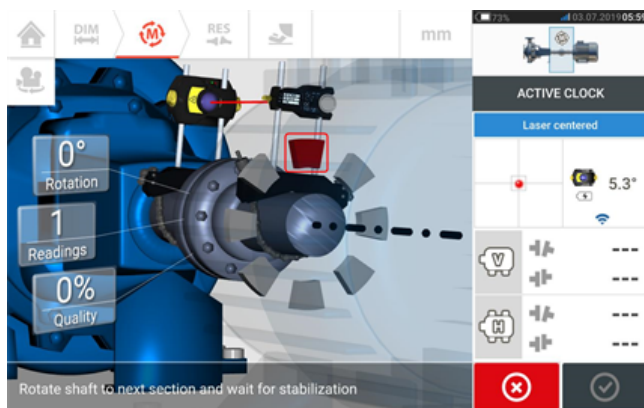 DIM
M
RES
mm
73%
03.07.2019 05:59
ACTIVE CLOCK
Laser centered
5.3°
0°
Rotation
1
Readings
0%
Quality
V
---
---
H
---
---
Rotate shaft to next section and wait for stabilization